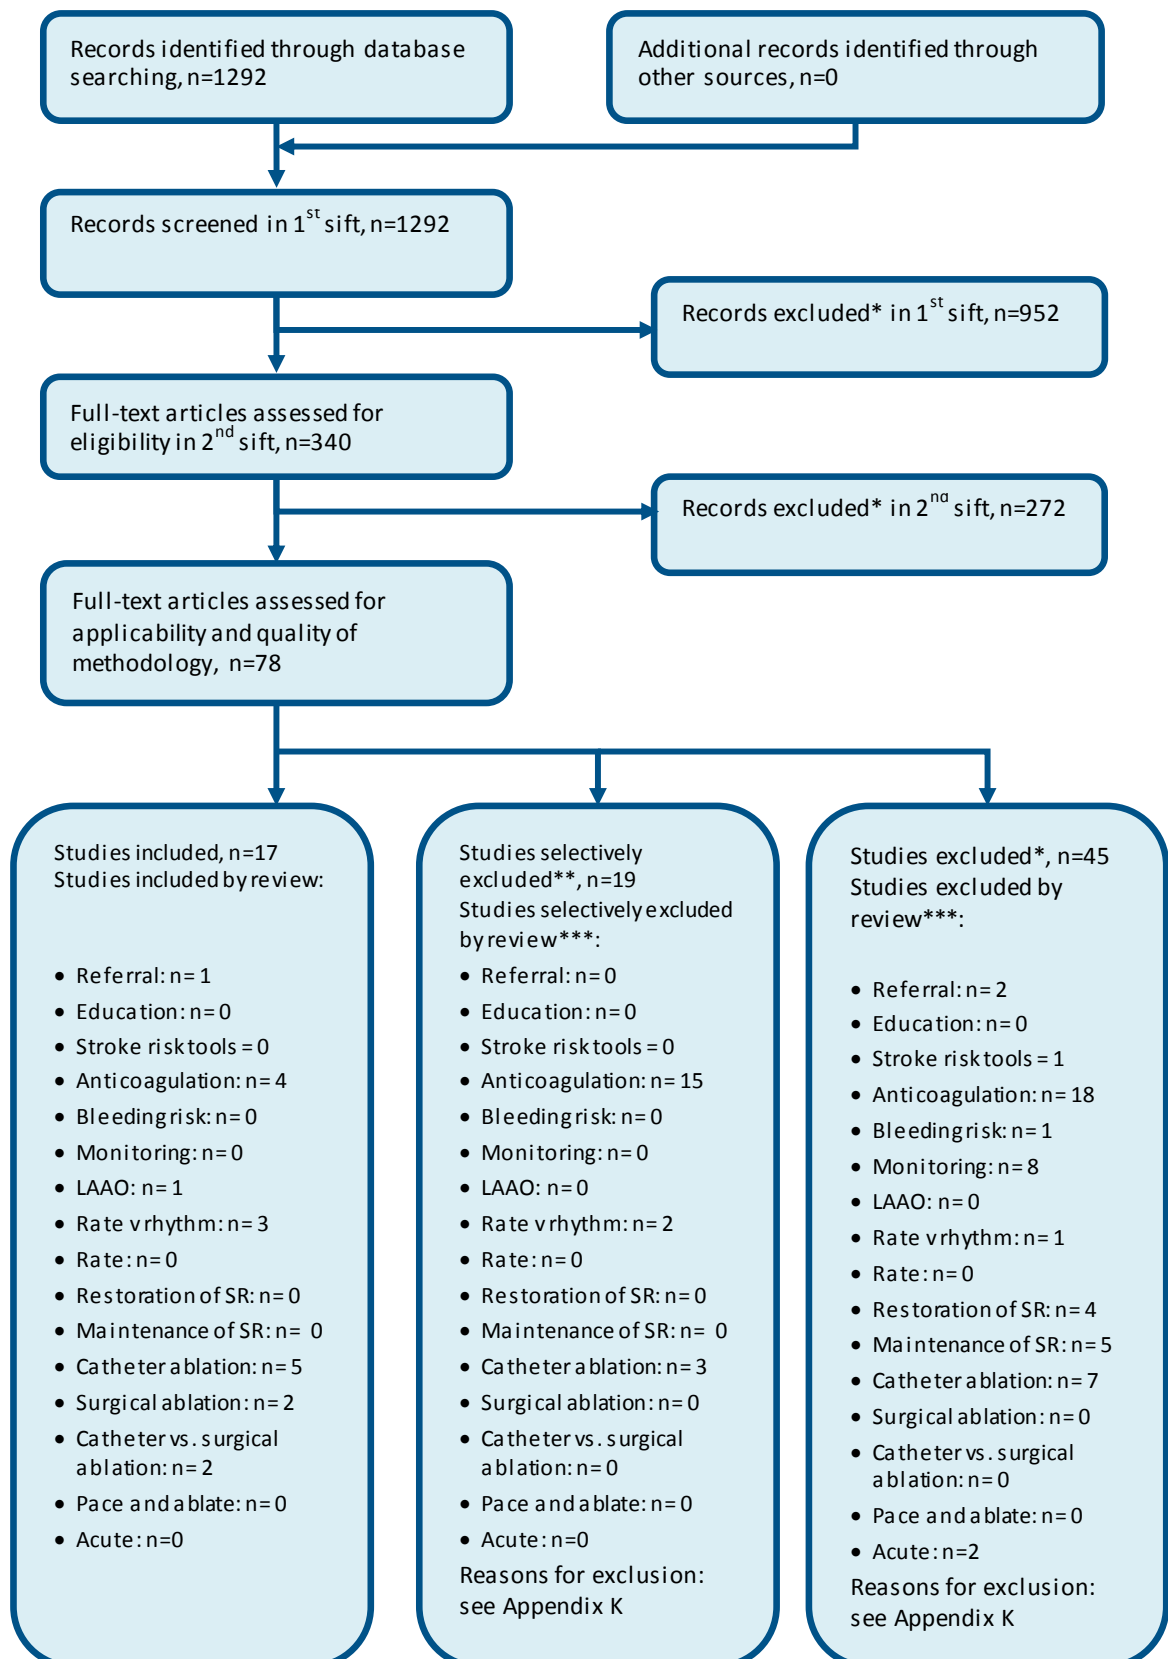 Records identified through database
searching, n=1292
Additional records identified through
other sources, n=0
Records screened in 1st sift, n=1292
Records excluded* in 1st sift, n=952
Full-text articles assessed for
eligibility in 2nd sift, n=340
Records excluded* in 2nd sift, n=272
Full-text articles assessed for
applicability and quality of
methodology, n=78
Studies included, n=17
Studies included by review:
• Referral: n= 1
• Education: n= 0
• Stroke risk tools = 0
• Anticoagulation: n= 4
• Bleeding risk: n= 0
• Monitoring: n= 0
• LAAO: n= 1
• Rate v rhythm: n= 3
• Rate: n= 0
• Restoration of SR: n= 0
• Maintenance of SR: n= 0
• Catheter ablation: n= 5
• Surgical ablation: n= 2
• Catheter vs. surgical
ablation: n= 2
• Pace and ablate: n= 0
• Acute: n=0
Studies selectively
excluded**, n=19
Studies selectively excluded
by review***:
• Referral: n= 0
• Education: n= 0
• Stroke risk tools = 0
• Anticoagulation: n= 15
• Bleeding risk: n= 0
• Monitoring: n= 0
• LAAO: n= 0
• Rate v rhythm: n= 2
• Rate: n= 0
• Restoration of SR: n= 0
• Maintenance of SR: n= 0
• Catheter ablation: n= 3
• Surgical ablation: n= 0
• Catheter vs. surgical
ablation: n= 0
• Pace and ablate: n= 0
• Acute: n=0
Reasons for exclusion:
see Appendix K
Studies excluded*, n=45
Studies excluded by
review***:
• Referral: n= 2
• Education: n= 0
• Stroke risk tools = 1
• Anticoagulation: n= 18
• Bleeding risk: n= 1
• Monitoring: n= 8
• LAAO: n= 0
• Rate v rhythm: n= 1
• Rate: n= 0
• Restoration of SR: n= 4
• Maintenance of SR: n= 5
• Catheter ablation: n= 7
• Surgical ablation: n= 0
• Catheter vs. surgical
ablation: n= 0
• Pace and ablate: n= 0
• Acute: n=2
Reasons for exclusion:
see Appendix K